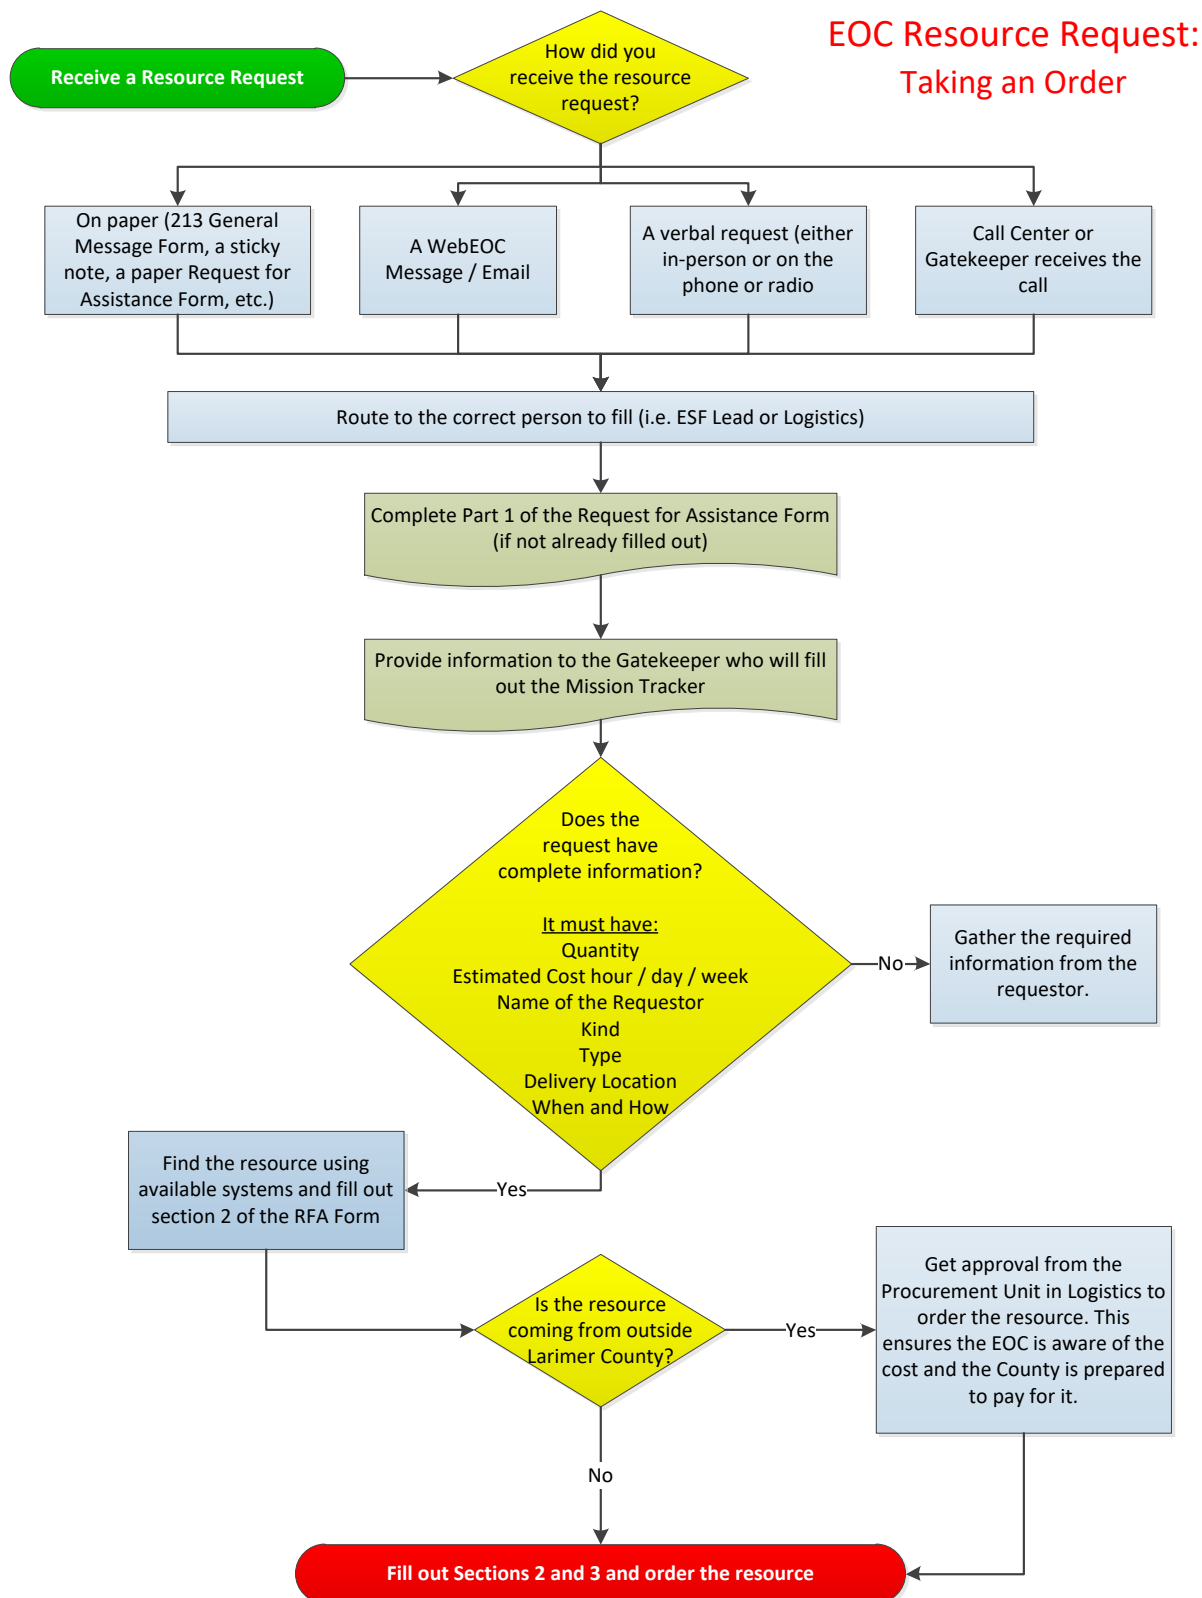 EOC Resource Request:
Taking an Order
Receive a Resource Request
How did you
receive the resource
request?
On paper (213 General
Message Form, a sticky
note, a paper Request for
Assistance Form, etc.)
A WebEOC
Message / Email
A verbal request (either
in-person or on the
phone or radio
Call Center or
Gatekeeper receives the
call
Route to the correct person to fill (i.e. ESF Lead or Logistics)
Complete Part 1 of the Request for Assistance Form
(if not already filled out)
Provide information to the Gatekeeper who will fill
out the Mission Tracker
Does the
request have
complete information?
It must have:
Quantity
Estimated Cost hour / day / week
Name of the Requestor
Kind
Type
Delivery Location
When and How
No
Gather the required
information from the
requestor.
Yes
Find the resource using
available systems and fill out
section 2 of the RFA Form
Is the resource
coming from outside
Larimer County?
Yes
Get approval from the
Procurement Unit in Logistics to
order the resource. This
ensures the EOC is aware of the
cost and the County is prepared
to pay for it.
No
Fill out Sections 2 and 3 and order the resource